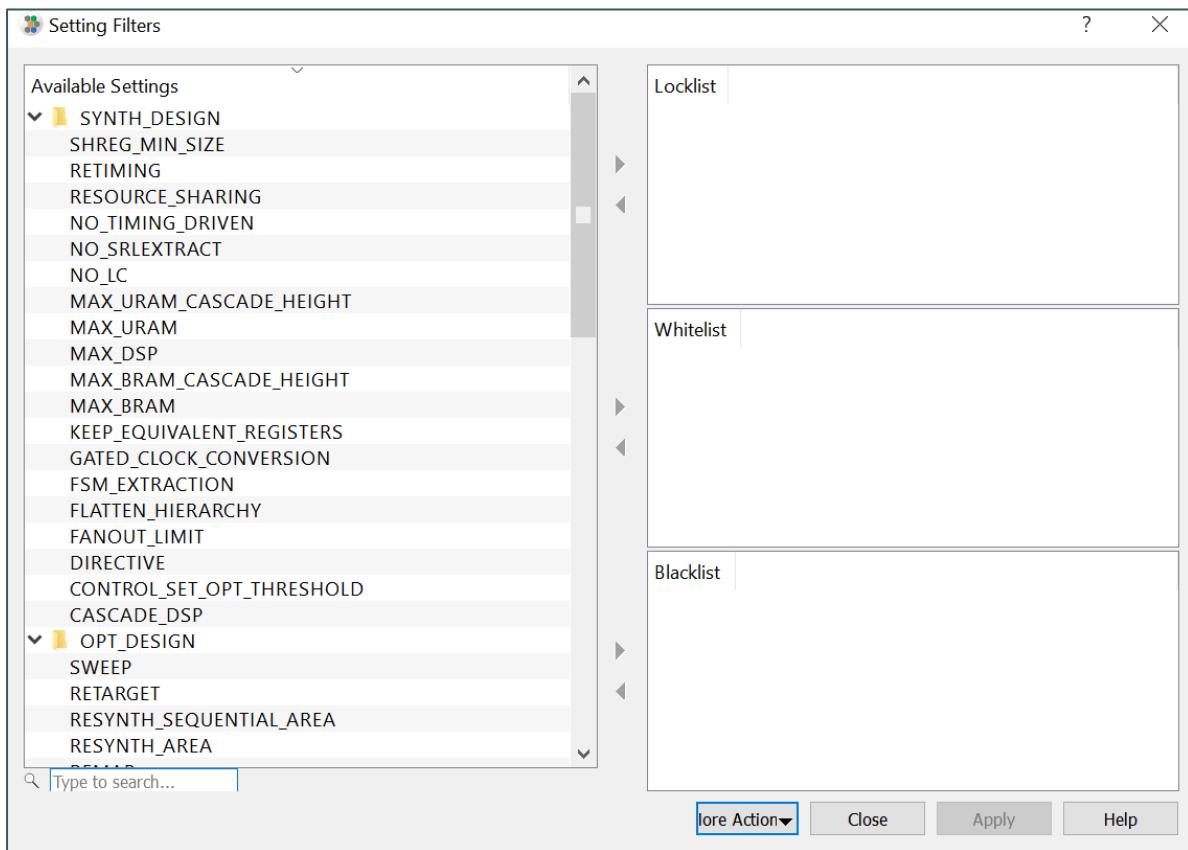 Setting Filters
?
Available Settings
SYNTH_DESIGN
SHREG_MIN_SIZE
RETIMING
RESOURCE_SHARING
NO_TIMING_DRIVEN
NO_SRLEXTRACT
NO_LC
MAX_URAM_CASCADE_HEIGHT
MAX_URAM
MAX_DSP
MAX_BRAM_CASCADE_HEIGHT
MAX_BRAM
KEEP_EQUIVALENT_REGISTERS
GATED_CLOCK_CONVERSION
FSM_EXTRACTION
FLATTEN_HIERARCHY
FANOUT_LIMIT
DIRECTIVE
CONTROL_SET_OPT_THRESHOLD
CASCADE_DSP
OPT_DESIGN
SWEEP
RETARGET
RESYNTH_SEQUENTIAL_AREA
RESYNTH_AREA
Type to search...
Locklist
Whitelist
Blacklist
lore Action
Close
Apply
Help